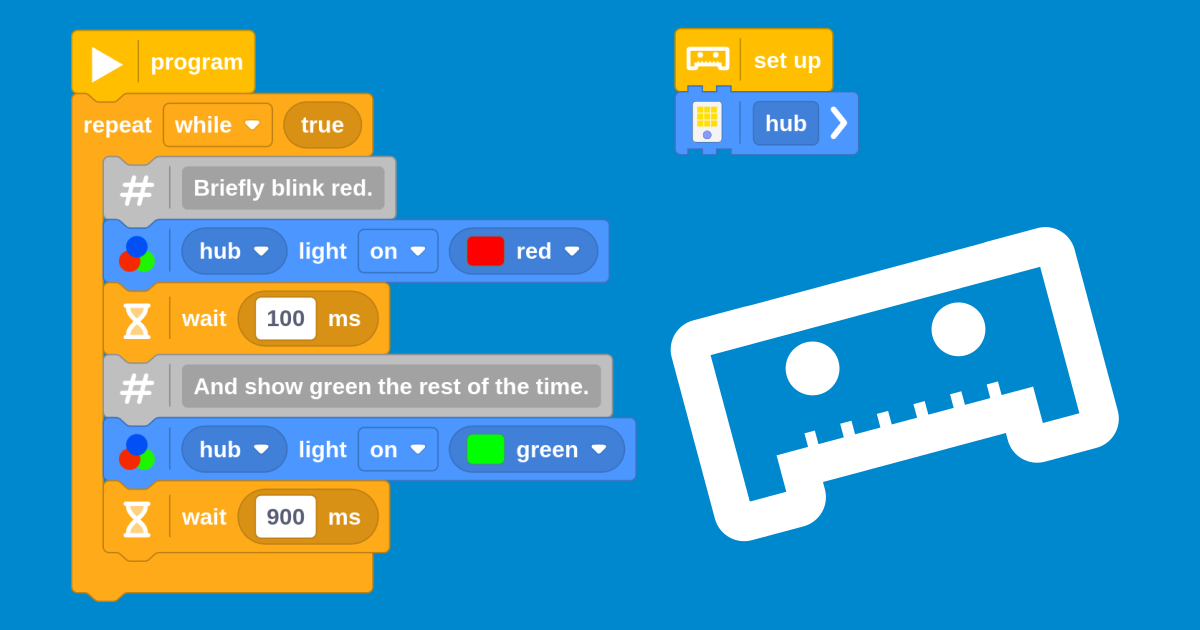 program
repeat while true
# Briefly blink red.
hub light on red
wait 100 ms
# And show green the rest of the time.
hub light on green
wait 900 ms
set up
hub